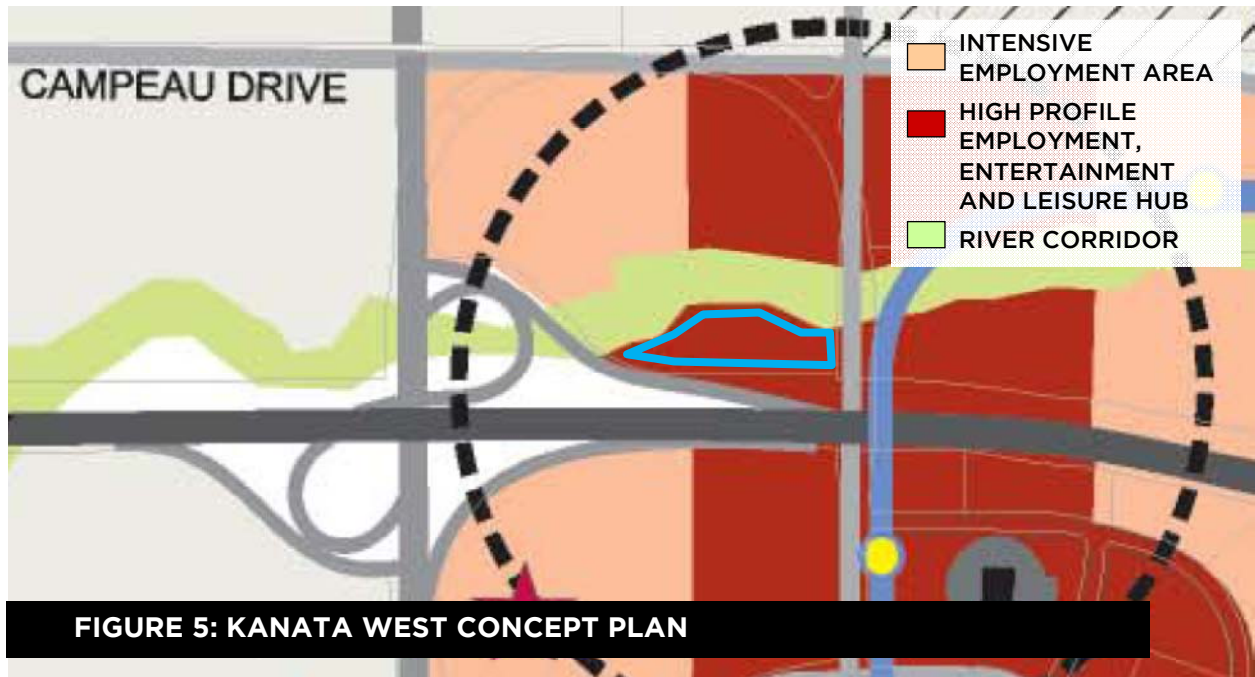 CAMPEAU DRIVE
INTENSIVE
EMPLOYMENT AREA
HIGH PROFILE
EMPLOYMENT,
ENTERTAINMENT
AND LEISURE HUB
RIVER CORRIDOR
FIGURE 5: KANATA WEST CONCEPT PLAN